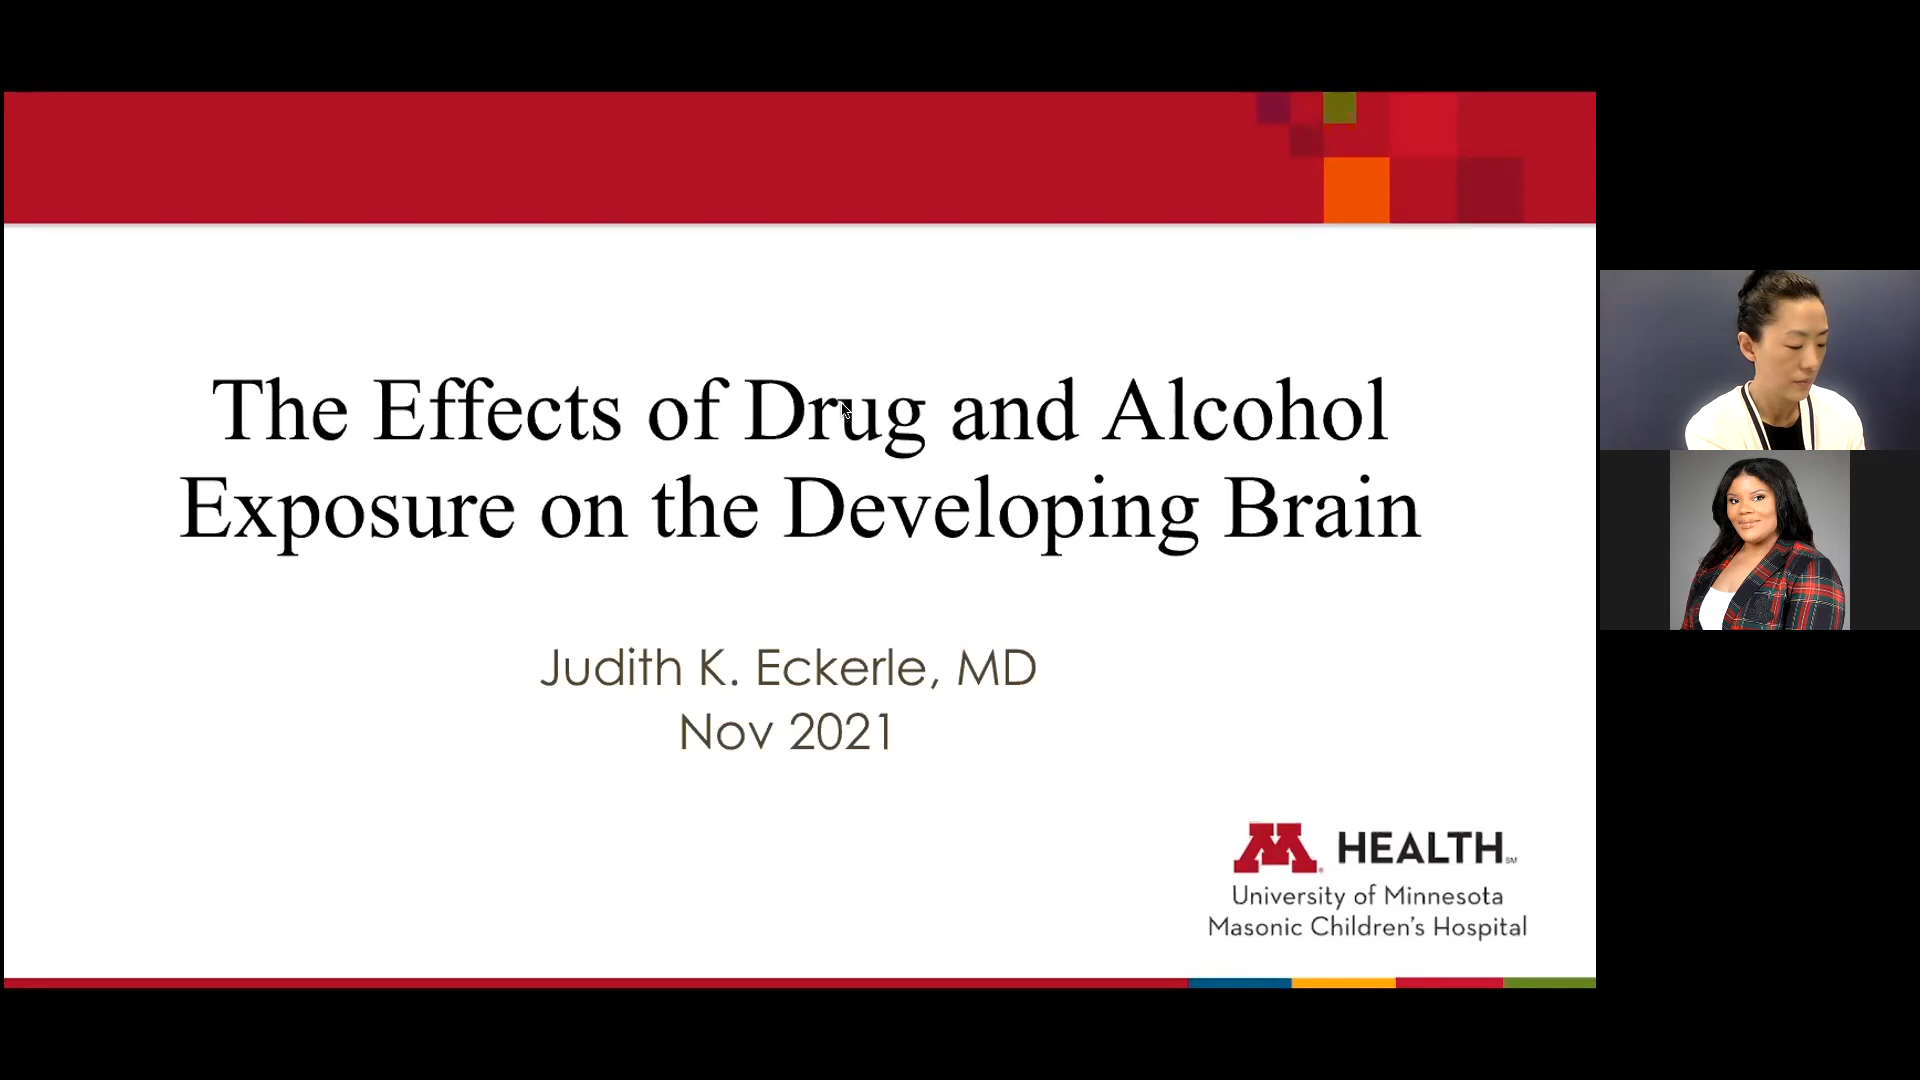 The Effects of Drug and Alcohol
Exposure on the Developing Brain
Judith K. Eckerle, MD
Nov 2021
M HEALTH SM
University of Minnesota
Masonic Children's Hospital